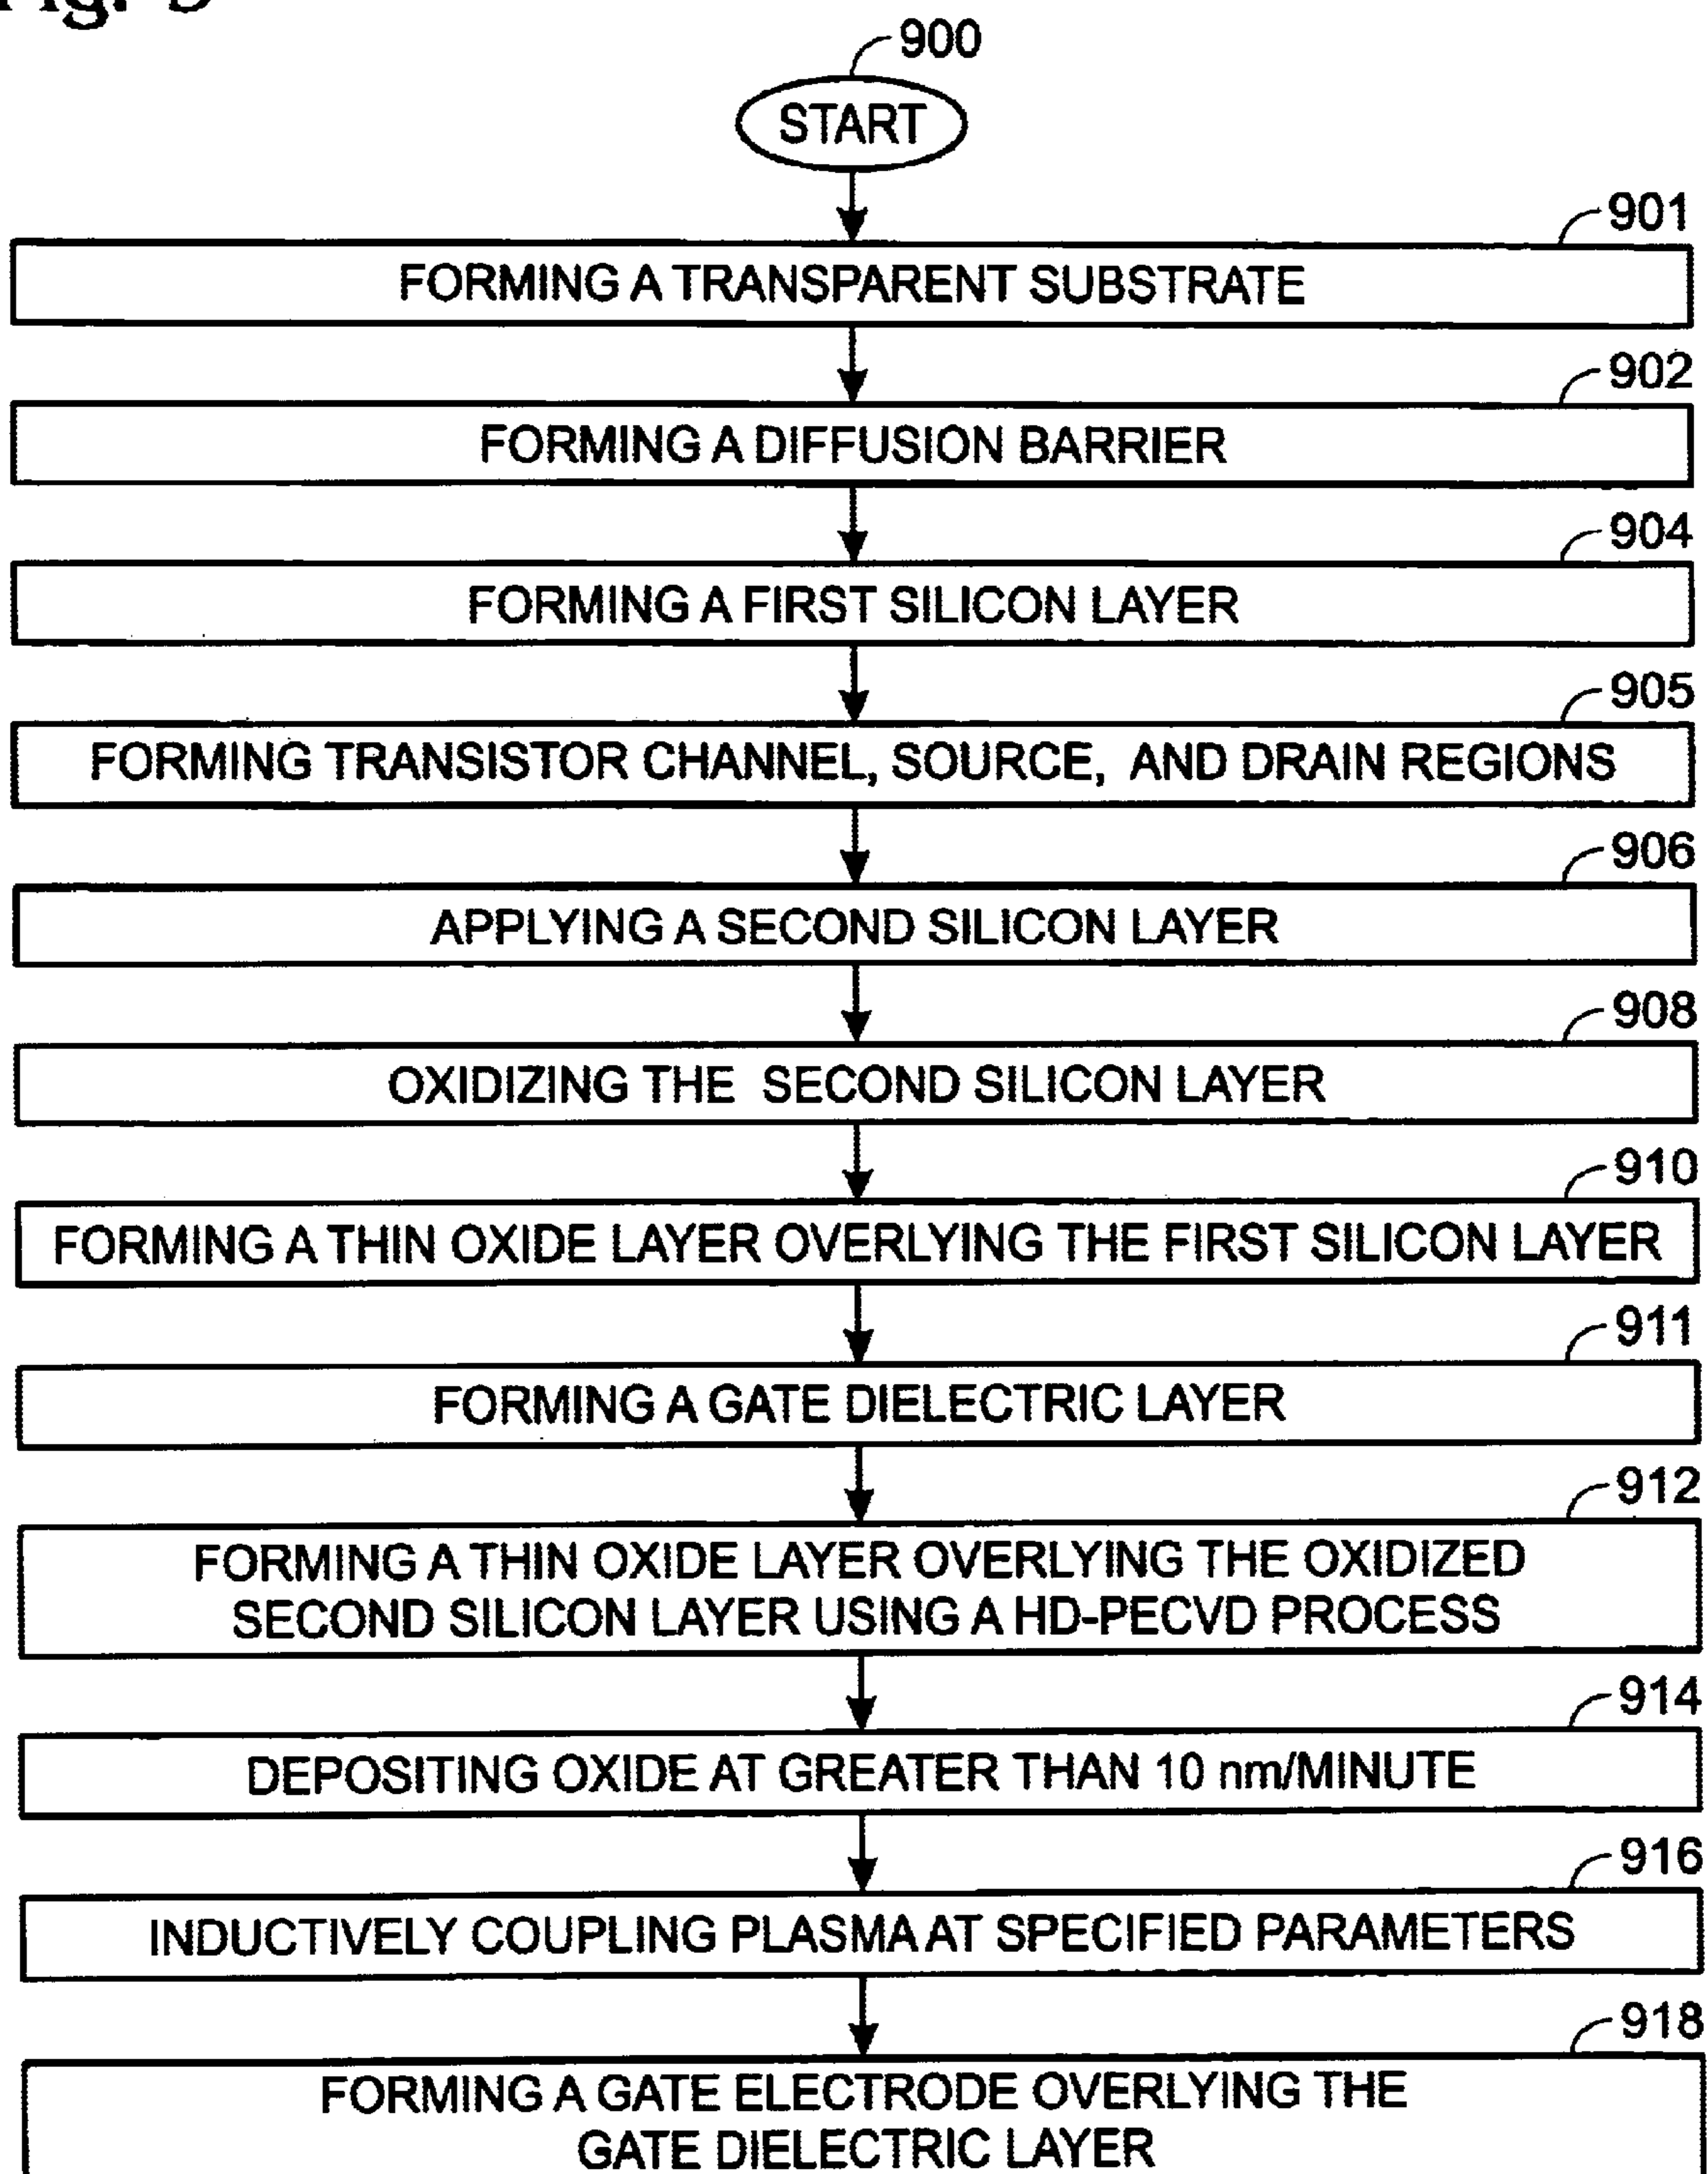 900
START
901
FORMING A TRANSPARENT SUBSTRATE
902
FORMING A DIFFUSION BARRIER
904
FORMING A FIRST SILICON LAYER
905
FORMING TRANSISTOR CHANNEL, SOURCE, AND DRAIN REGIONS
906
APPLYING A SECOND SILICON LAYER
908
OXIDIZING THE SECOND SILICON LAYER
910
FORMING A THIN OXIDE LAYER OVERLYING THE FIRST SILICON LAYER
911
FORMING A GATE DIELECTRIC LAYER
912
FORMING A THIN OXIDE LAYER OVERLYING THE OXIDIZED
SECOND SILICON LAYER USING A HD-PECVD PROCESS
914
DEPOSITING OXIDE AT GREATER THAN 10 nm/MINUTE
916
INDUCTIVELY COUPLING PLASMA AT SPECIFIED PARAMETERS
918
FORMING A GATE ELECTRODE OVERLYING THE
GATE DIELECTRIC LAYER